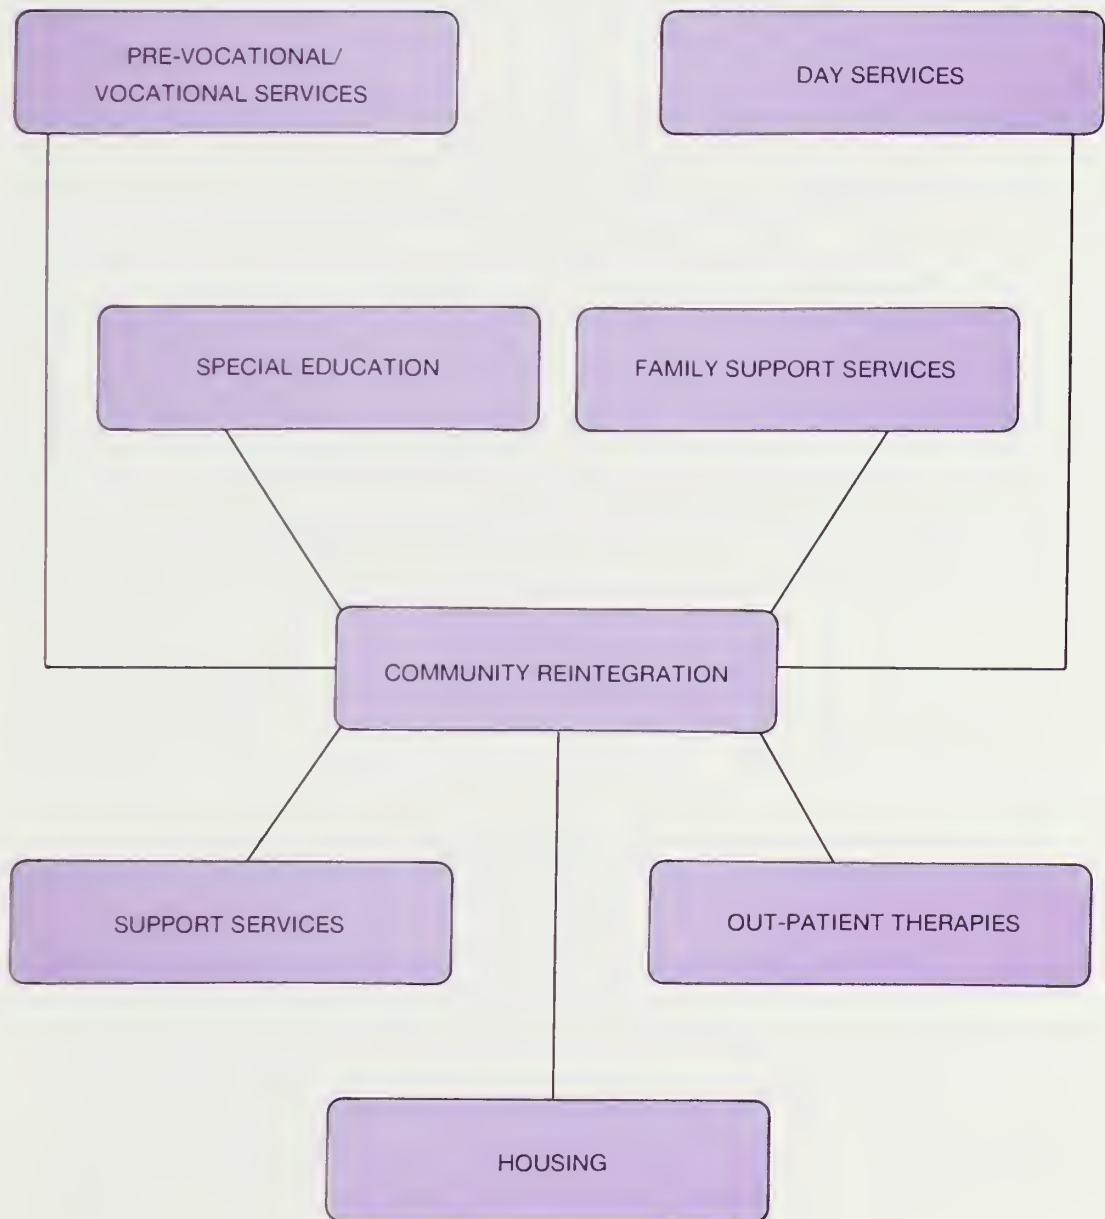 PRE-VOCATIONAL/
VOCATIONAL SERVICES
DAY SERVICES
SPECIAL EDUCATION
FAMILY SUPPORT SERVICES
COMMUNITY REINTEGRATION
SUPPORT SERVICES
OUT-PATIENT THERAPIES
HOUSING